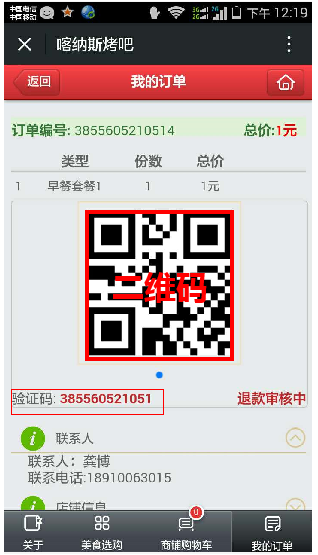 中国电信
中国移动
3G 2G
下午 12:19
喀纳斯烤吧
返回
我的订单
订单编号: 3855605210514
总价:1元
类型 份数 总价
1 早餐套餐1 1 1元
二维码
验证码: 385560521051
退款审核中
联系人
联系人：龚博
联系电话:18910063015
店铺信息
0
关于 美食选购 商铺购物车 我的订单